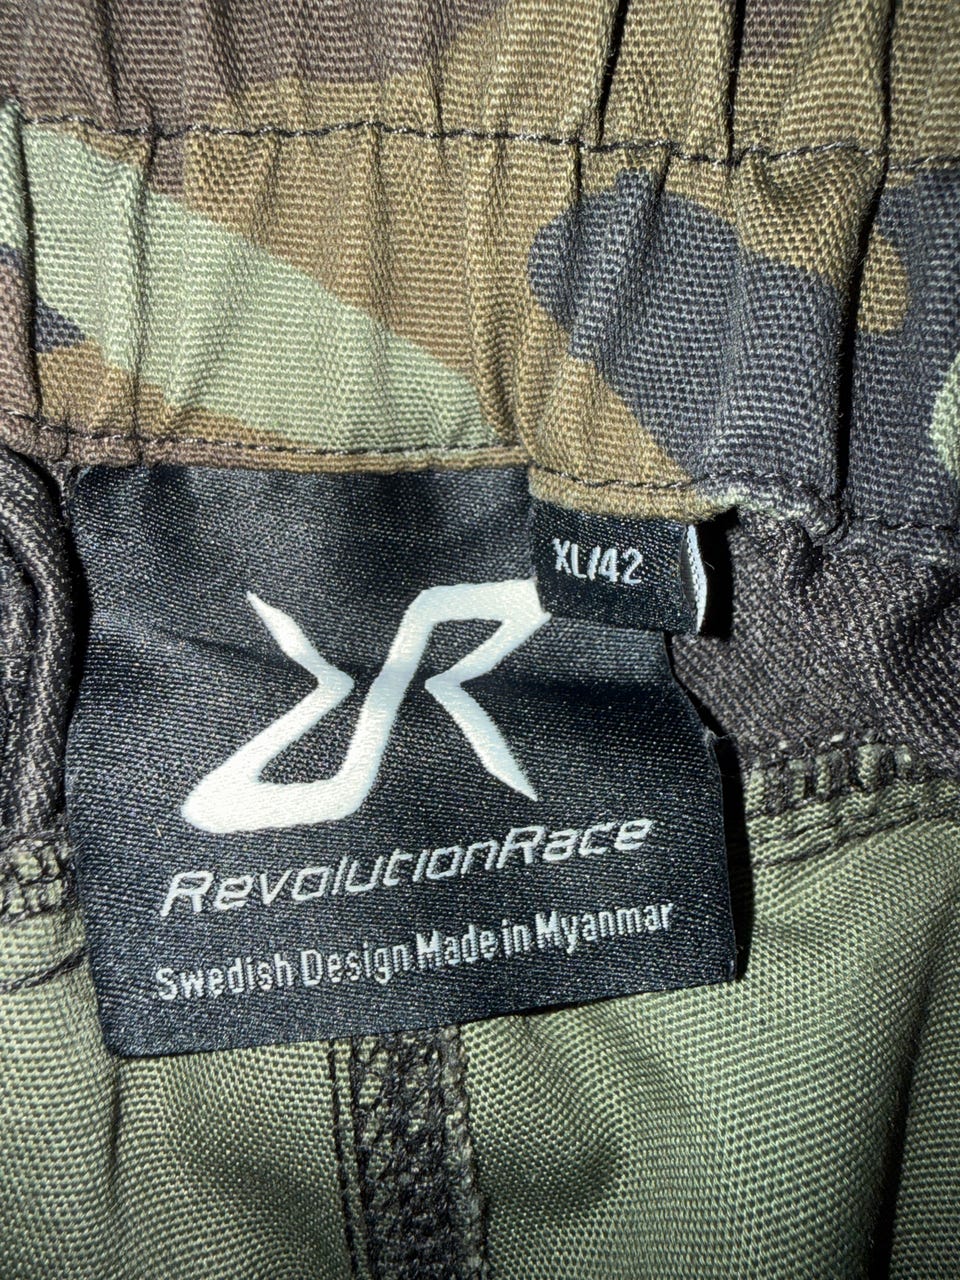 XL/42
RevolutionRace
Swedish Design Made in Myanmar